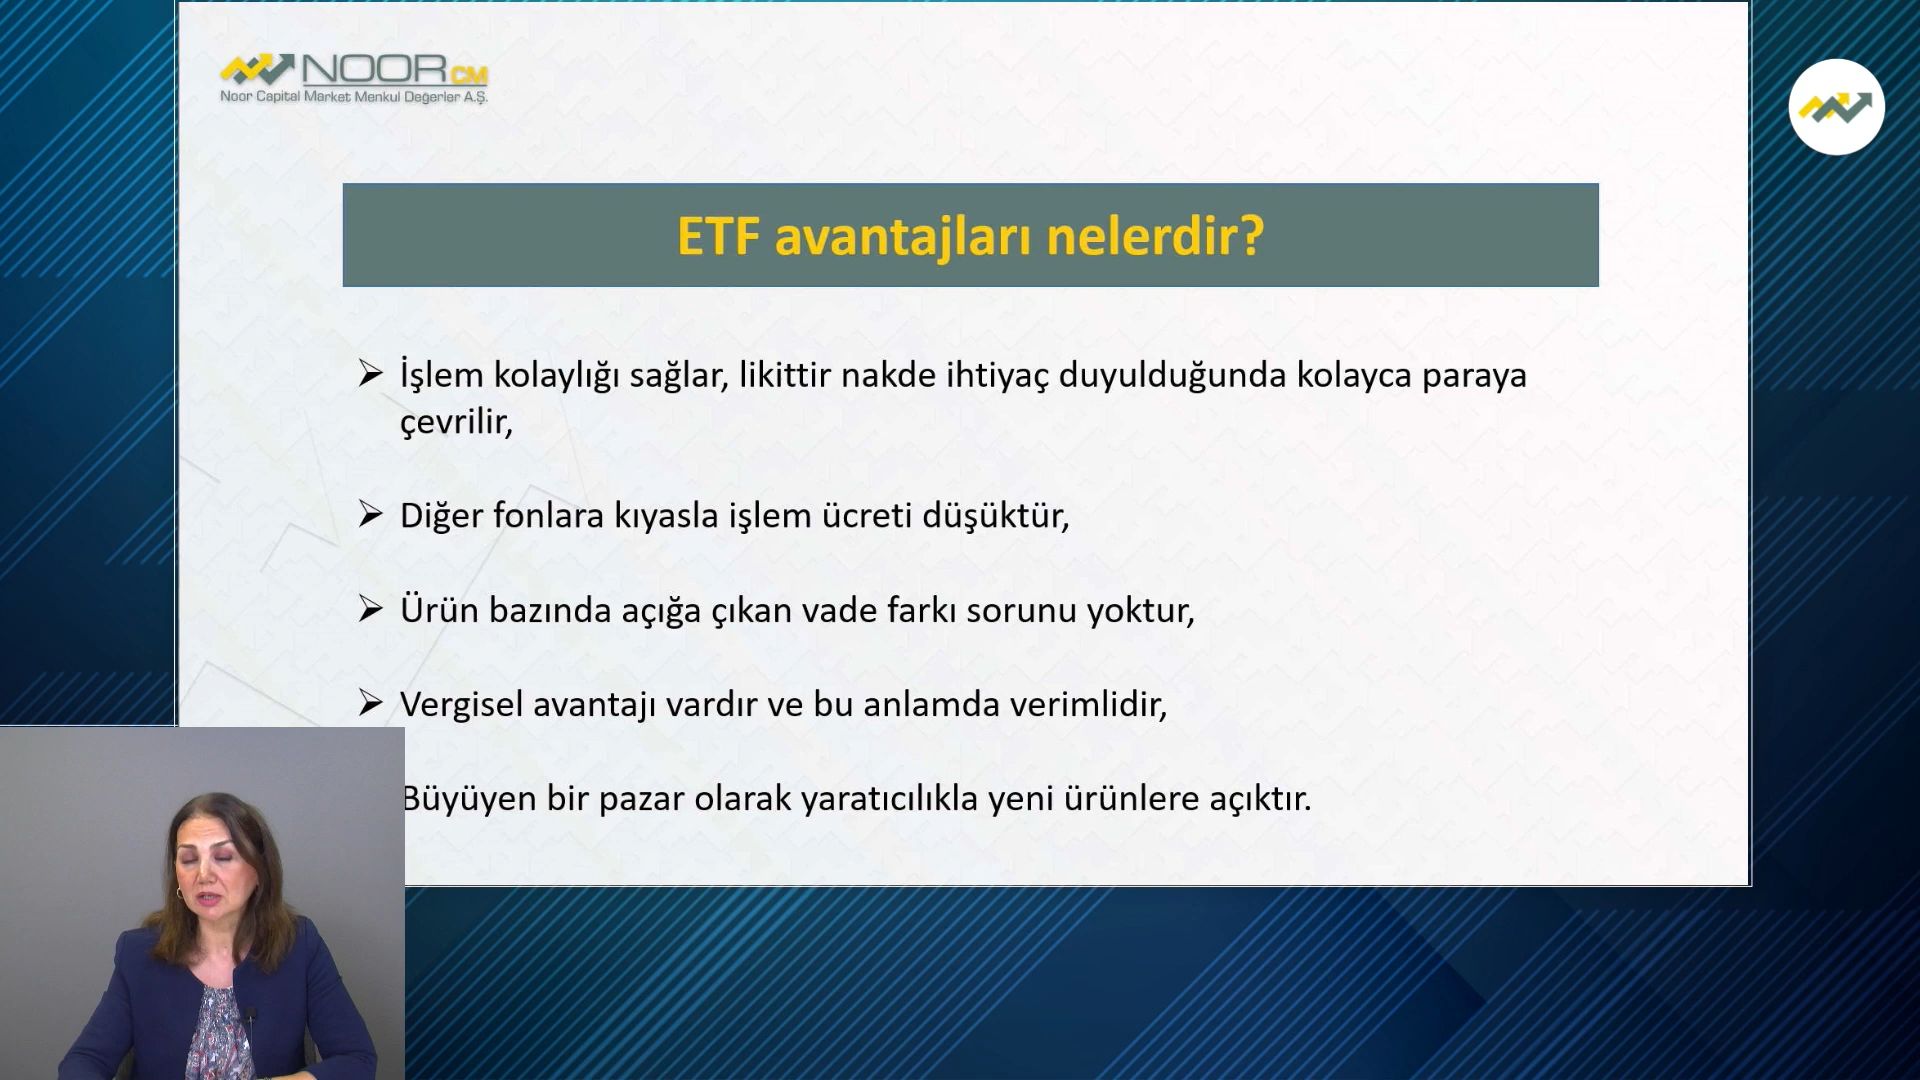 NOOR CM
Noor Capital Market Menkul Değerler A.Ş.
ETF avantajları nelerdir?
İşlem kolaylığı sağlar, likittir nakde ihtiyaç duyulduğunda kolayca paraya
çevrilir,
Diğer fonlara kıyasla işlem ücreti düşüktür,
Ürün bazında açığa çıkan vade farkı sorunu yoktur,
Vergisel avantajı vardır ve bu anlamda verimlidir,
Büyüyen bir pazar olarak yaratıcılıkla yeni ürünlere açıktır.